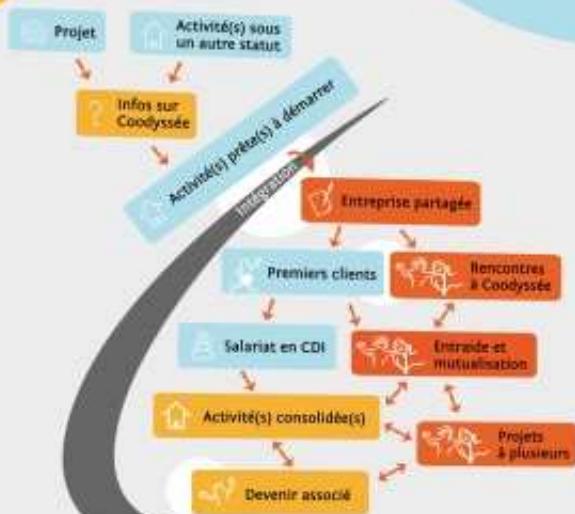 Projet
Activité(s) sous
un autre statut
Infos sur
Coodyssée
Activité(s) prête(s) à démarrer
Intégration
Entreprise partagée
Premiers clients
Rencontres
à Coodyssée
Salariat en CDI
Entraide et
mutualisation
Activité(s) consolidée(s)
Projets
à plusieurs
Devenir associé